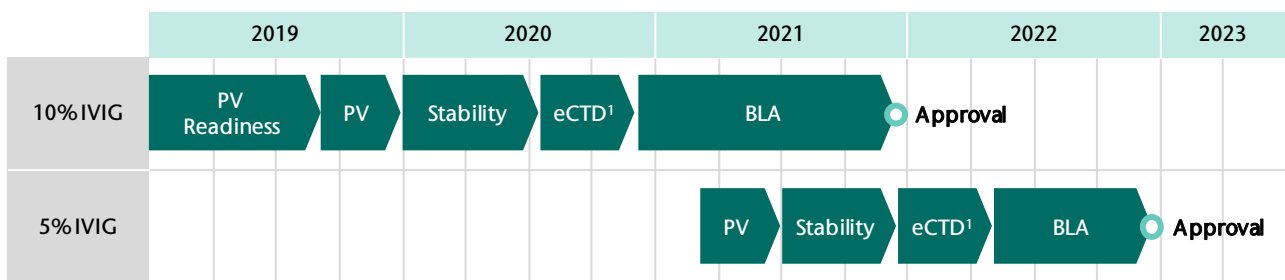 2019 2020 2021 2022 2023
10% IVIG
PV
Readiness
PV
Stability
eCTD¹
BLA
Approval
5% IVIG
PV
Stability
eCTD¹
BLA
Approval